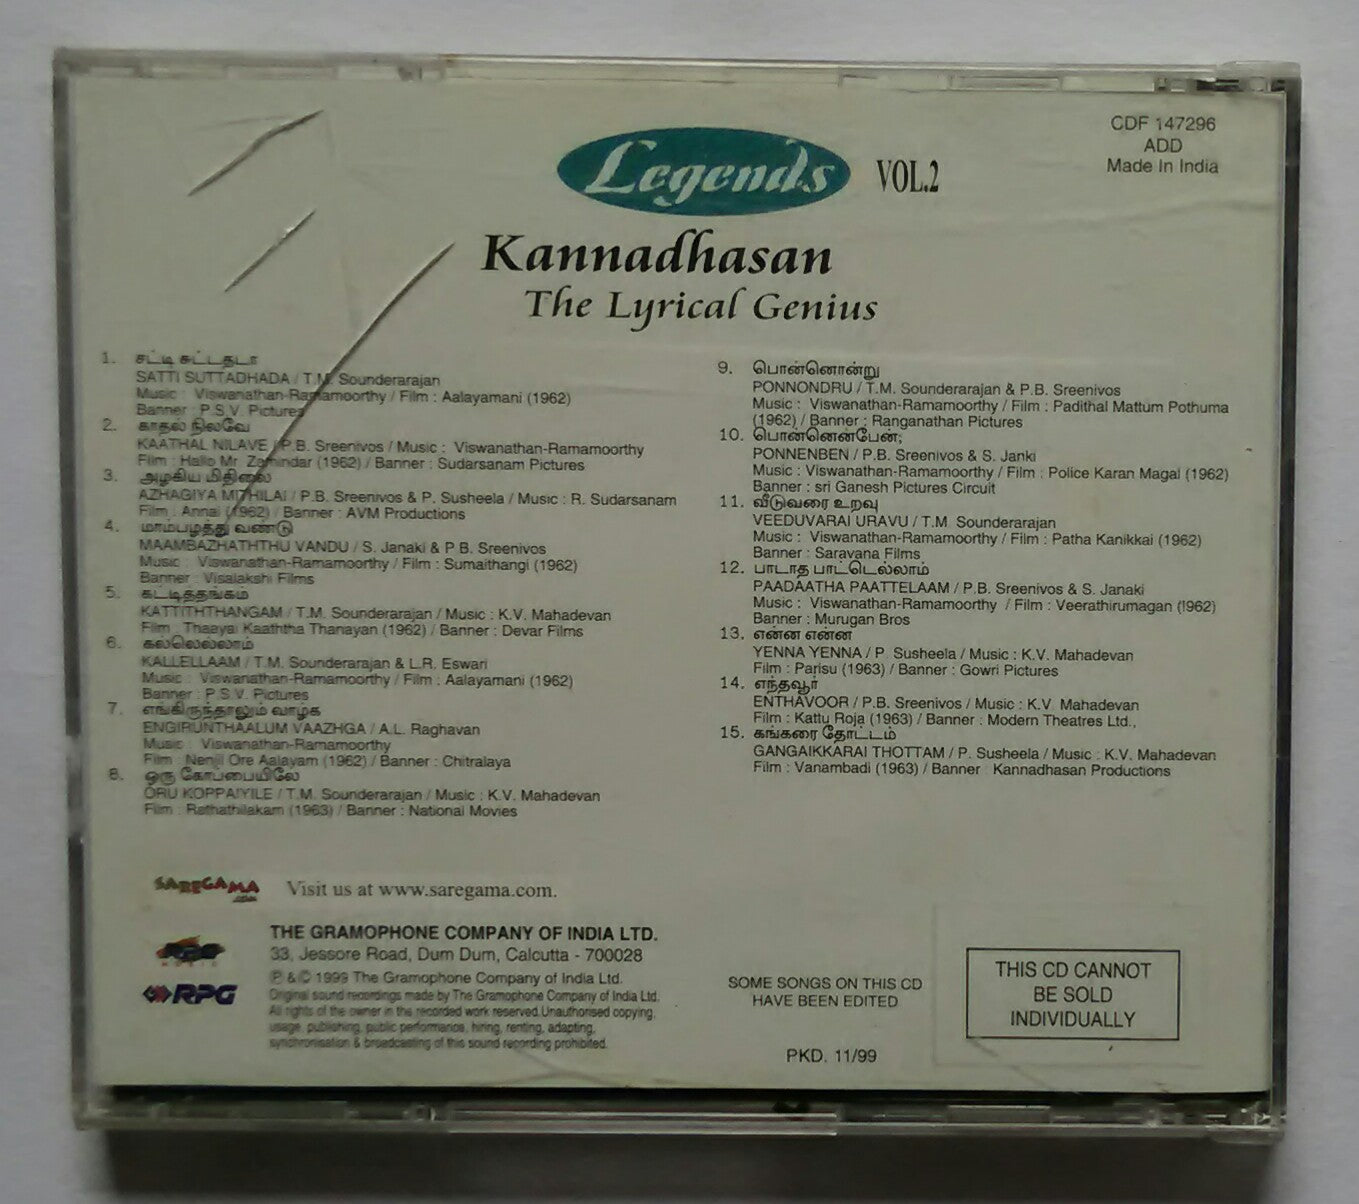 Legends VOL.2
CDF 147296
ADD
Made In India
Kannadhasan
The Lyrical Genius
1. சட்டி சுட்டதடா
SATTI SUTTADHADA / T.M. Sounderarajan
Music : Viswanathan-Ramamoorthy / Film : Aalayamani (1962)
Banner : P.S.V. Pictures
2. காதல் நிலவே
KAATHAL NILAVE / P.B. Sreenivos / Music : Viswanathan-Ramamoorthy
Film : Hallo Mr. Zamindar (1962) / Banner : Sudarsanam Pictures
3. அழகிய மிதிலை
AZHAGIYA MITHILAI / P.B. Sreenivos & P. Susheela / Music : R. Sudarsanam
Film : Annai (1962) / Banner : AVM Productions
4. மாம்பழத்து வண்டு
MAAMBAZHATHTHU VANDU / S. Janaki & P.B. Sreenivos
Music : Viswanathan-Ramamoorthy / Film : Sumaithangi (1962)
Banner : Visalakshi Films
5. கட்டித்தங்கம்
KATTITHTHANGAM / T.M. Sounderarajan / Music : K.V. Mahadevan
Film : Thaayai Kaaththa Thanayan (1962) / Banner : Devar Films
6. கல்லெல்லாம்
KALLELLAAM / T.M. Sounderarajan & L.R. Eswari
Music : Viswanathan-Ramamoorthy / Film : Aalayamani (1962)
Banner : P.S.V. Pictures
7. எங்கிருந்தாலும் வாழ்க
ENGIRUNTHAALUM VAAZHGA / A.L. Raghavan
Music : Viswanathan-Ramamoorthy
Film : Nenjil Ore Aalayam (1962) / Banner : Chitralaya
8. ஒரு கோப்பையிலே
ORU KOPPAIYILE / T.M. Sounderarajan / Music : K.V. Mahadevan
Film : Rathathilakam (1963) / Banner : National Movies
9. பொன்னொன்று
PONNONDRU / T.M. Sounderarajan & P.B. Sreenivos
Music : Viswanathan-Ramamoorthy / Film : Padithal Mattum Pothuma
(1962) / Banner : Ranganathan Pictures
10. பொன்னென்பேன்;
PONNENBEN / P.B. Sreenivos & S. Janki
Music : Viswanathan-Ramamoorthy / Film : Police Karan Magal (1962)
Banner : sri Ganesh Pictures Circuit
11. வீடுவரை உறவு
VEEDUVARAI URAVU / T.M Sounderarajan
Music : Viswanathan-Ramamoorthy / Film : Patha Kanikkai (1962)
Banner : Saravana Films
12. பாடாத பாட்டெல்லாம்
PAADAATHA PAATTELAAM / P.B. Sreenivos & S. Janaki
Music : Viswanathan-Ramamoorthy / Film : Veerathirumagan (1962)
Banner : Murugan Bros
13. என்ன என்ன
YENNA YENNA / P. Susheela / Music : K.V. Mahadevan
Film : Parisu (1963) / Banner : Gowri Pictures
14. எந்தவூர்
ENTHAVOOR / P.B. Sreenivos / Music : K.V. Mahadevan
Film : Kattu Roja (1963) / Banner : Modern Theatres Ltd.,
15. கங்கரை தோட்டம்
GANGAIKKARAI THOTTAM / P. Susheela / Music : K.V. Mahadevan
Film : Vanambadi (1963) / Banner : Kannadhasan Productions
SAREGAMA .com Visit us at www.saregama.com.
THE GRAMOPHONE COMPANY OF INDIA LTD.
33, Jessore Road, Dum Dum, Calcutta - 700028
℗ & © 1999 The Gramophone Company of India Ltd.
Original sound recordings made by The Gramophone Company of India Ltd.
All rights of the owner in the recorded work reserved. Unauthorised copying,
usage, publishing, public performance, hiring, renting, adapting,
synchronisation & broadcasting of this sound recording prohibited.
MUSIC
RPG
SOME SONGS ON THIS CD
HAVE BEEN EDITED
PKD. 11/99
THIS CD CANNOT
BE SOLD
INDIVIDUALLY